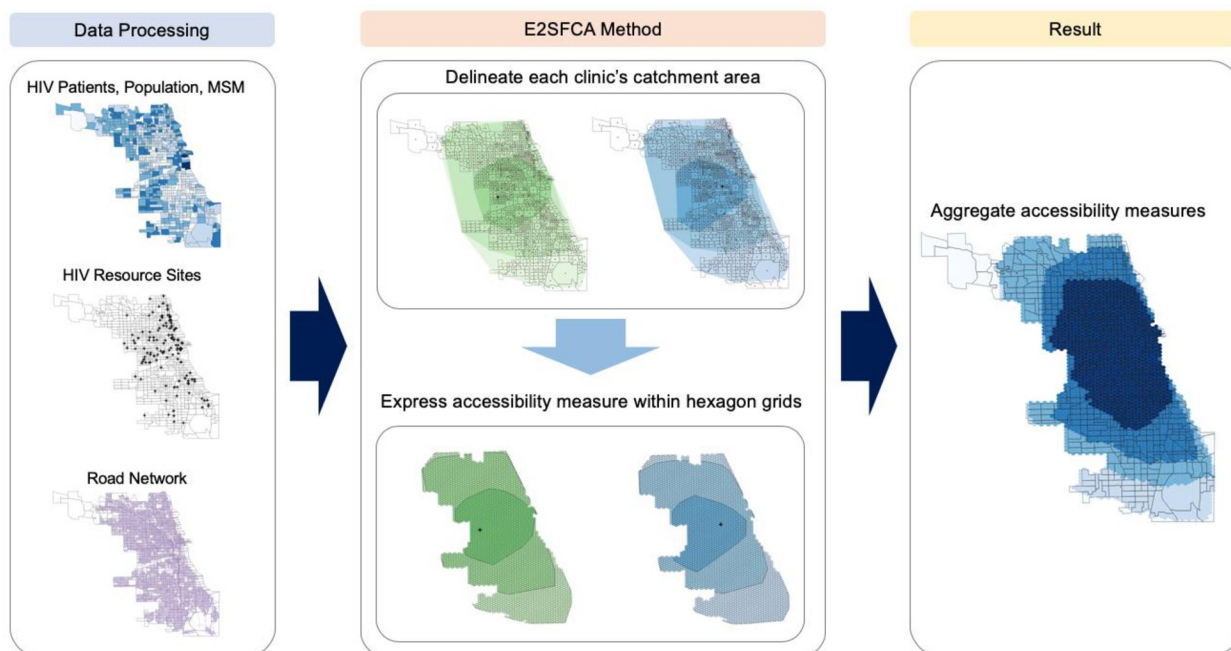 Data Processing
HIV Patients, Population, MSM
HIV Resource Sites
Road Network
E2SFCA Method
Delineate each clinic's catchment area
Express accessibility measure within hexagon grids
Result
Aggregate accessibility measures